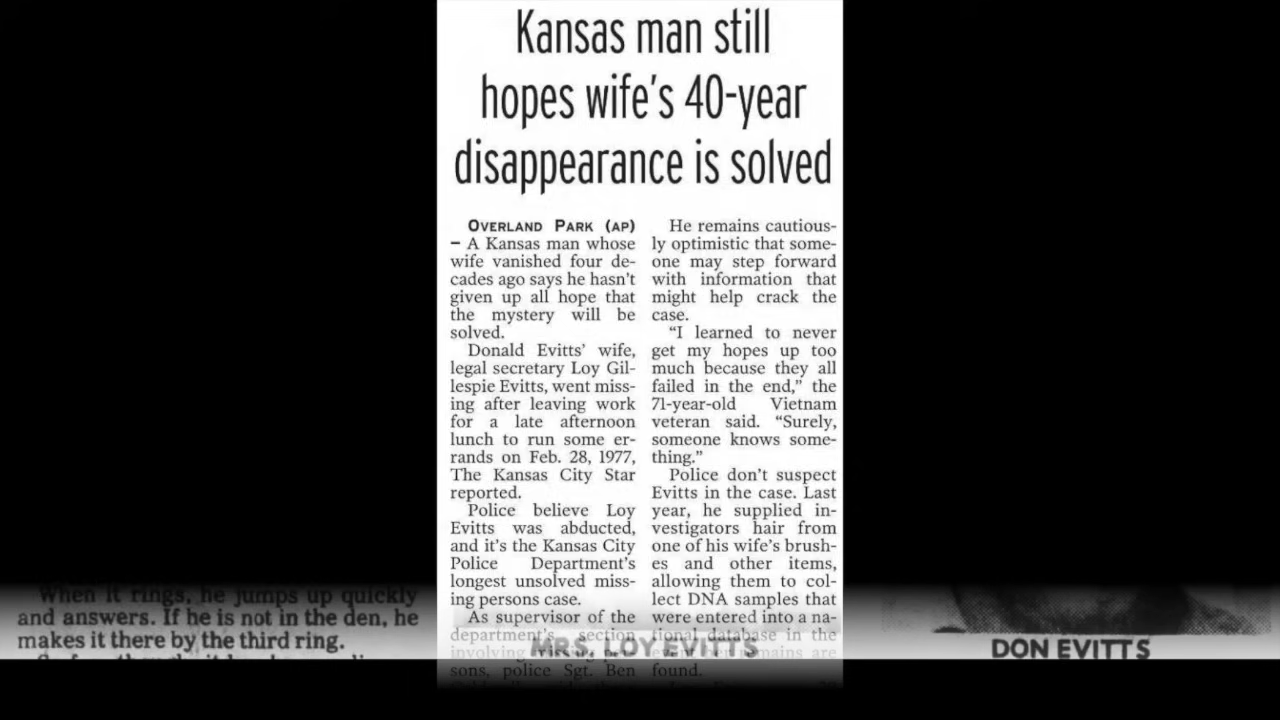 Kansas man still
hopes wife's 40-year
disappearance is solved
OVERLAND PARK (AP)
– A Kansas man whose
wife vanished four de-
cades ago says he hasn't
given up all hope that
the mystery will be
solved.
Donald Evitts' wife,
legal secretary Loy Gil-
lespie Evitts, went miss-
ing after leaving work
for a late afternoon
lunch to run some er-
rands on Feb. 28, 1977,
The Kansas City Star
reported.
Police believe Loy
Evitts was abducted,
and it's the Kansas City
Police Department's
longest unsolved miss-
ing persons case.
As supervisor of the
department's section
involving
sons, police Sgt. Ben
He remains cautious-
ly optimistic that some-
one may step forward
with information that
might help crack the
case.
“I learned to never
get my hopes up too
much because they all
failed in the end,” the
71-year-old Vietnam
veteran said. “Surely,
someone knows some-
thing.”
Police don't suspect
Evitts in the case. Last
year, he supplied in-
vestigators hair from
one of his wife's brush-
es and other items,
allowing them to col-
lect DNA samples that
were entered into a na-
tional database in the
remains are
found.
When it rings, he jumps up quickly
and answers. If he is not in the den, he
makes it there by the third ring.
MRS. LOY EVITTS
DON EVITTS